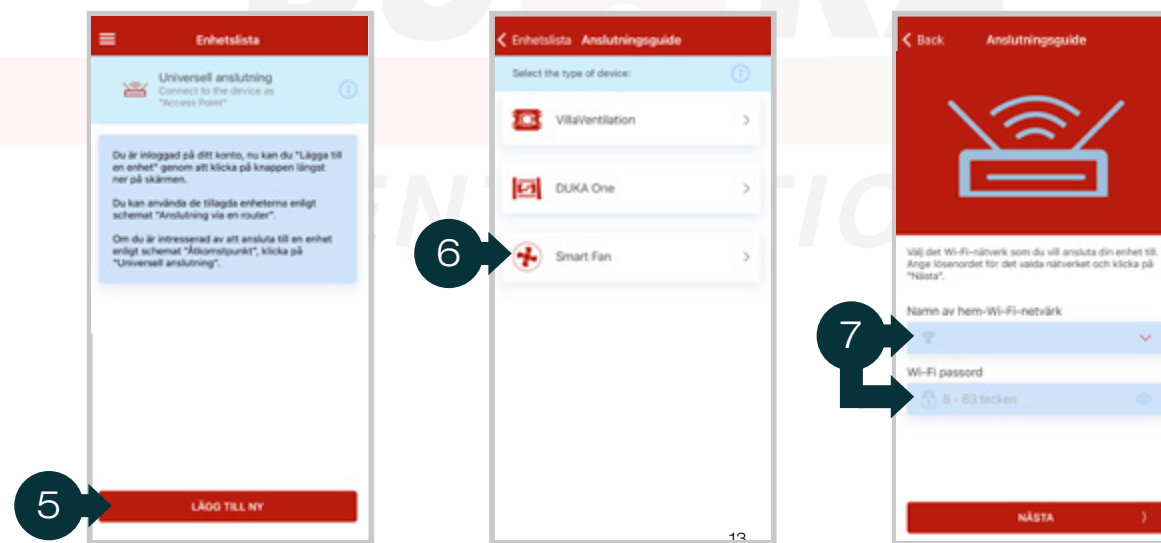 Enhetslista
Universell anslutning
Connect to the device as
"Access Point"
Du är inloggad på ditt konto, nu kan du "Lägga till
en enhet" genom att klicka på knappen längst
ner på skärmen.
Du kan använda de tillagda enheterna enligt
schemat "Anslutning via en router".
Om du är intresserad av att ansluta till en enhet
enligt schemat "Åtkomstpunkt", klicka på
"Universell anslutning".
5
LÄGG TILL NY
Enhetslista Anslutningsguide
Select the type of device:
VillaVentilation
DUKA One
6
Smart Fan
13
Back Anslutningsguide
Välj det Wi-Fi-nätverk som du vill ansluta din enhet till.
Ange lösenordet för det valda nätverket och klicka på
"Nästa".
Namn av hem-Wi-Fi-netvärk
7
Wi-Fi passord
8 - 63 tecken
NÄSTA